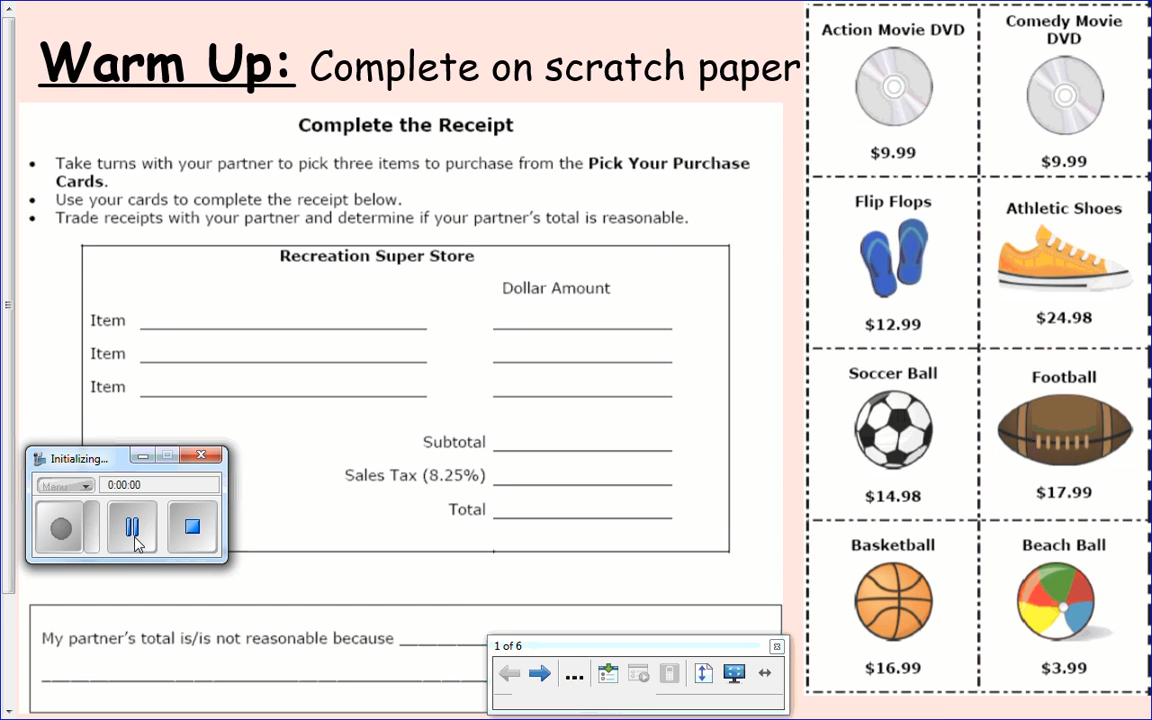 Warm Up: Complete on scratch paper
Complete the Receipt
• Take turns with your partner to pick three items to purchase from the Pick Your Purchase
Cards.
• Use your cards to complete the receipt below.
• Trade receipts with your partner and determine if your partner's total is reasonable.
Recreation Super Store
Dollar Amount
Item
Item
Item
Subtotal
Sales Tax (8.25%)
Total
My partner's total is/is not reasonable because
Initializing...
Menu
0:00:00
1 of 6
Action Movie DVD
$9.99
Comedy Movie
DVD
$9.99
Flip Flops
$12.99
Athletic Shoes
$24.98
Soccer Ball
$14.98
Football
$17.99
Basketball
$16.99
Beach Ball
$3.99